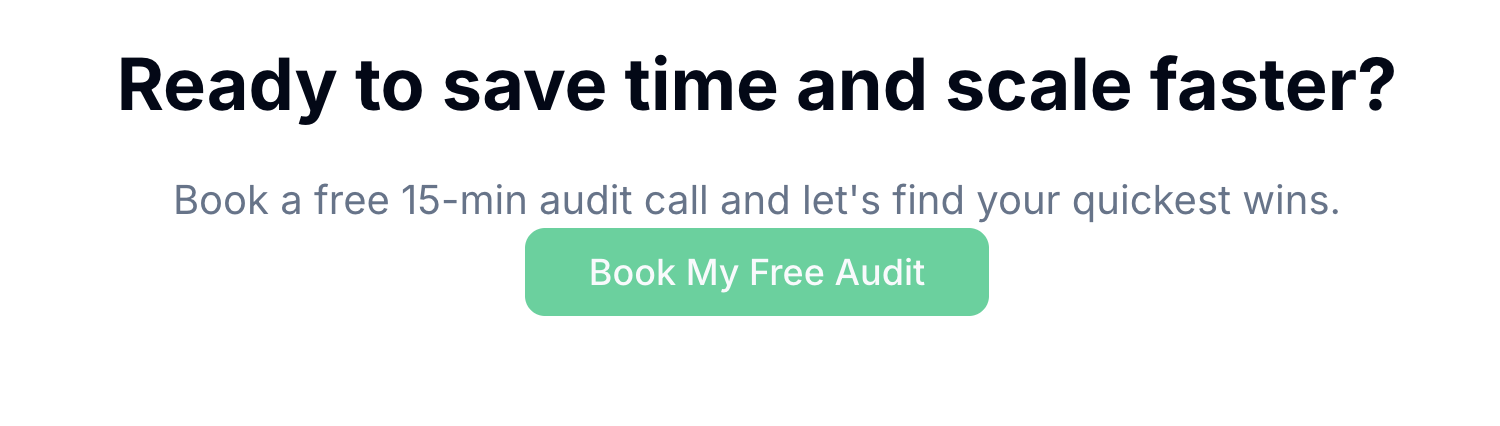 Ready to save time and scale faster?
Book a free 15-min audit call and let's find your quickest wins.
Book My Free Audit